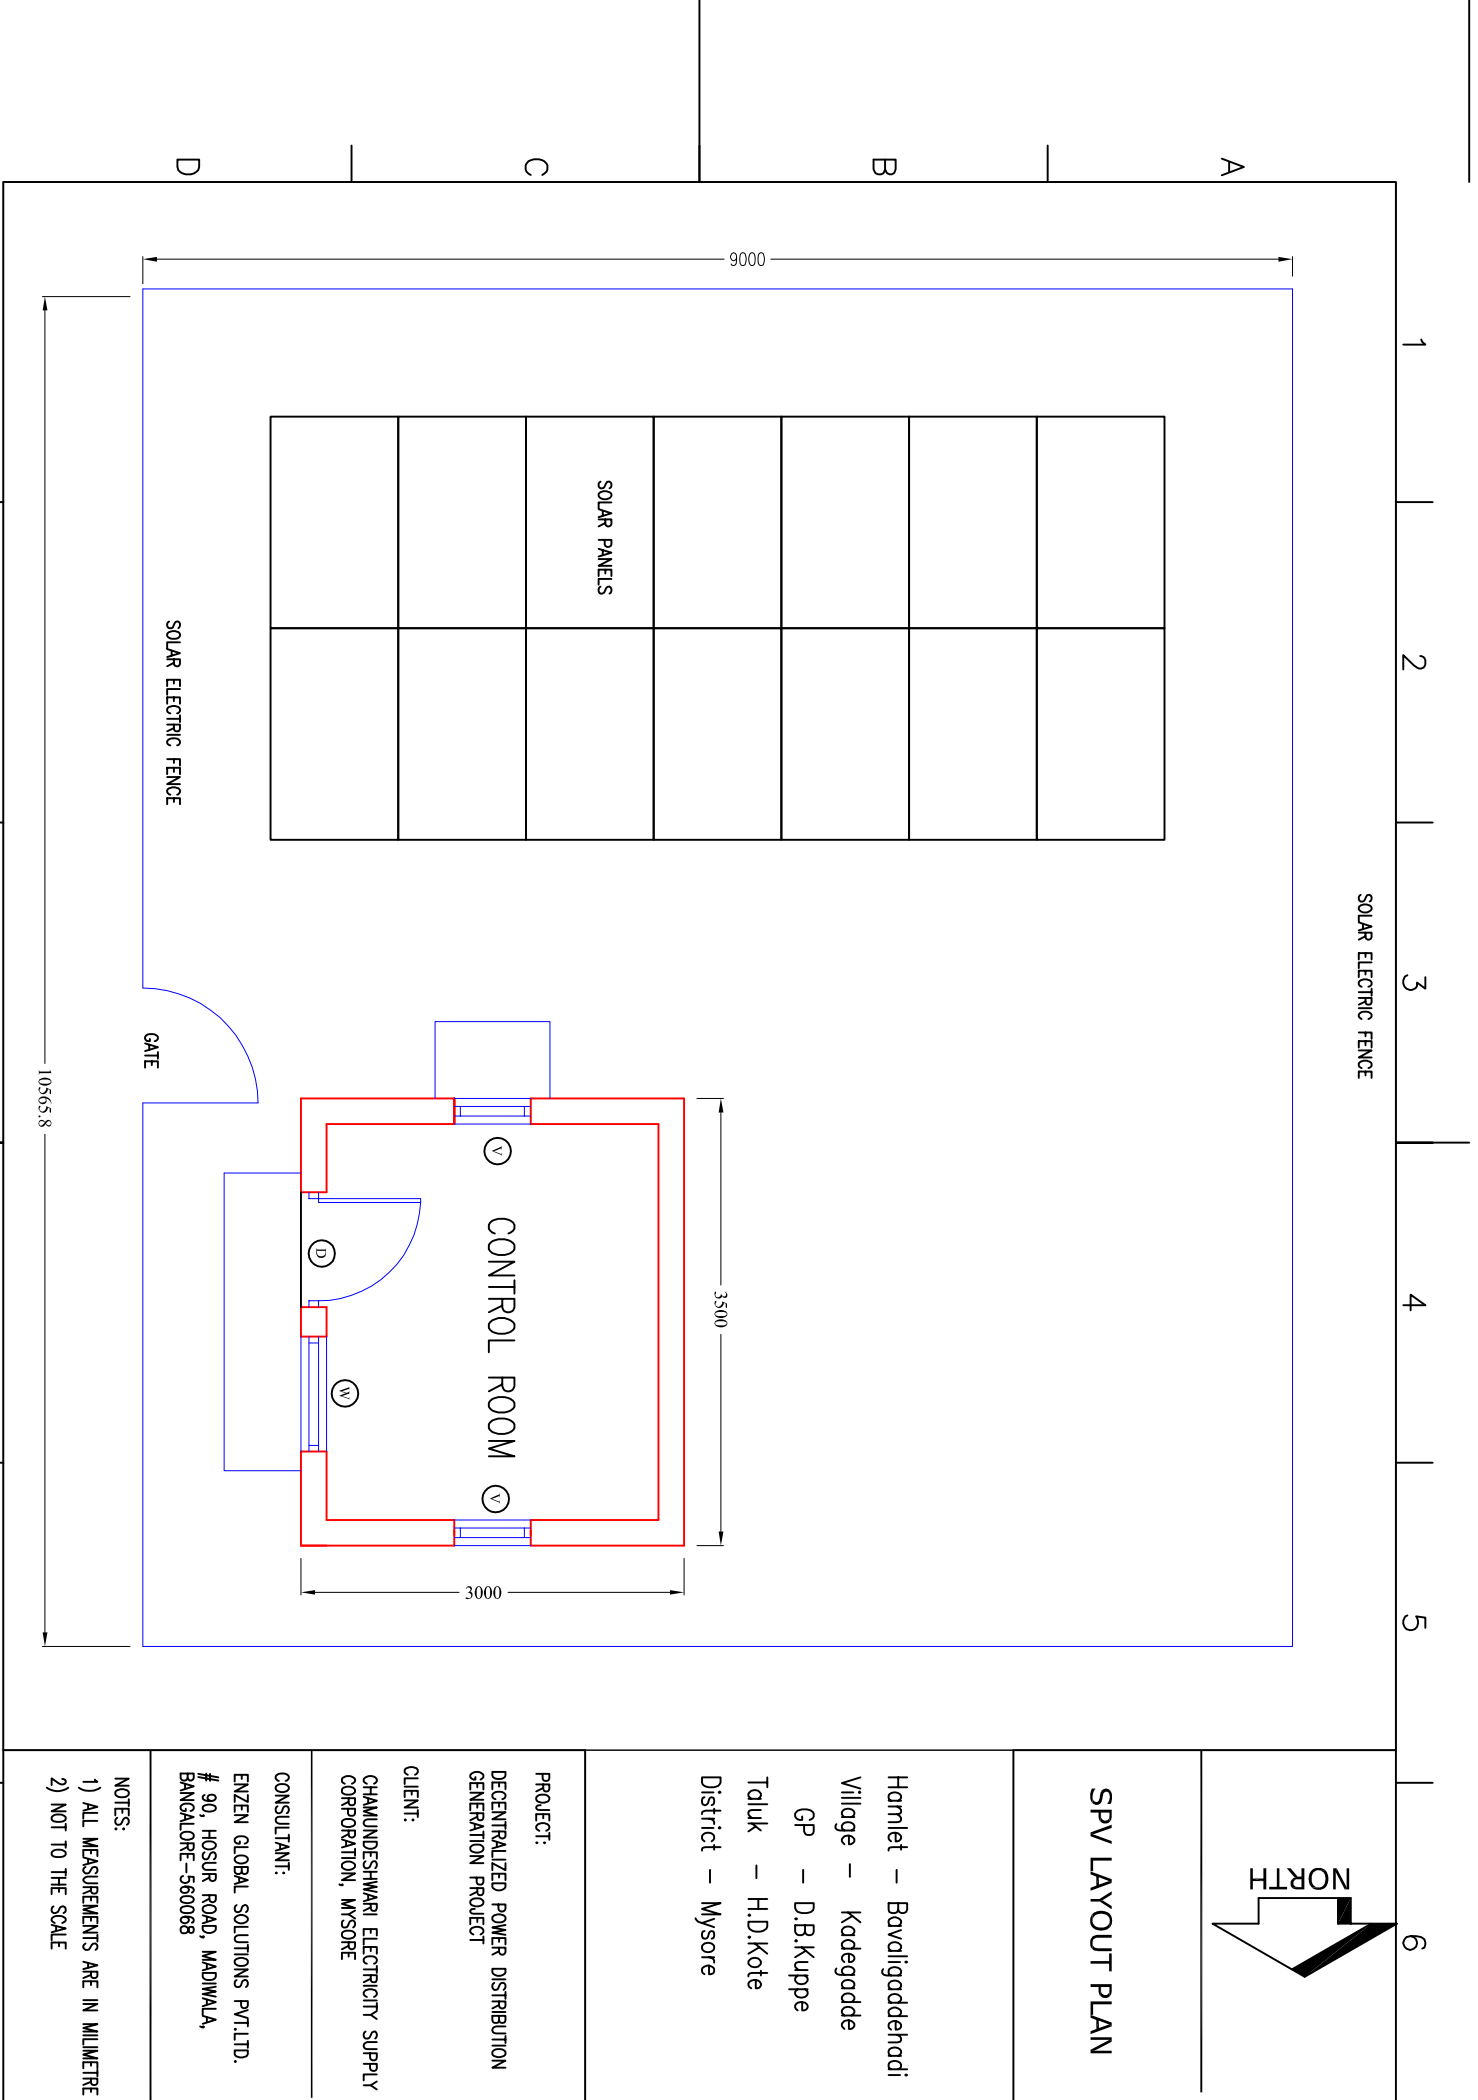 1
2
3
4
5
6
A
B
C
D
SOLAR ELECTRIC FENCE
9000
SOLAR PANELS
3500
CONTROL ROOM
V
V
D
W
3000
SOLAR ELECTRIC FENCE
GATE
10565.8
NORTH
SPV LAYOUT PLAN
Hamlet – Bavaligaddehadi
Village – Kadegadde
GP – D.B.Kuppe
Taluk – H.D.Kote
District – Mysore
PROJECT:
DECENTRALIZED POWER DISTRIBUTION
GENERATION PROJECT
CLIENT:
CHAMUNDESHWARI ELECTRICITY SUPPLY
CORPORATION, MYSORE
CONSULTANT:
ENZEN GLOBAL SOLUTIONS PVT.LTD.
# 90, HOSUR ROAD, MADIWALA,
BANGALORE-560068
NOTES:
1) ALL MEASUREMENTS ARE IN MILIMETRE
2) NOT TO THE SCALE